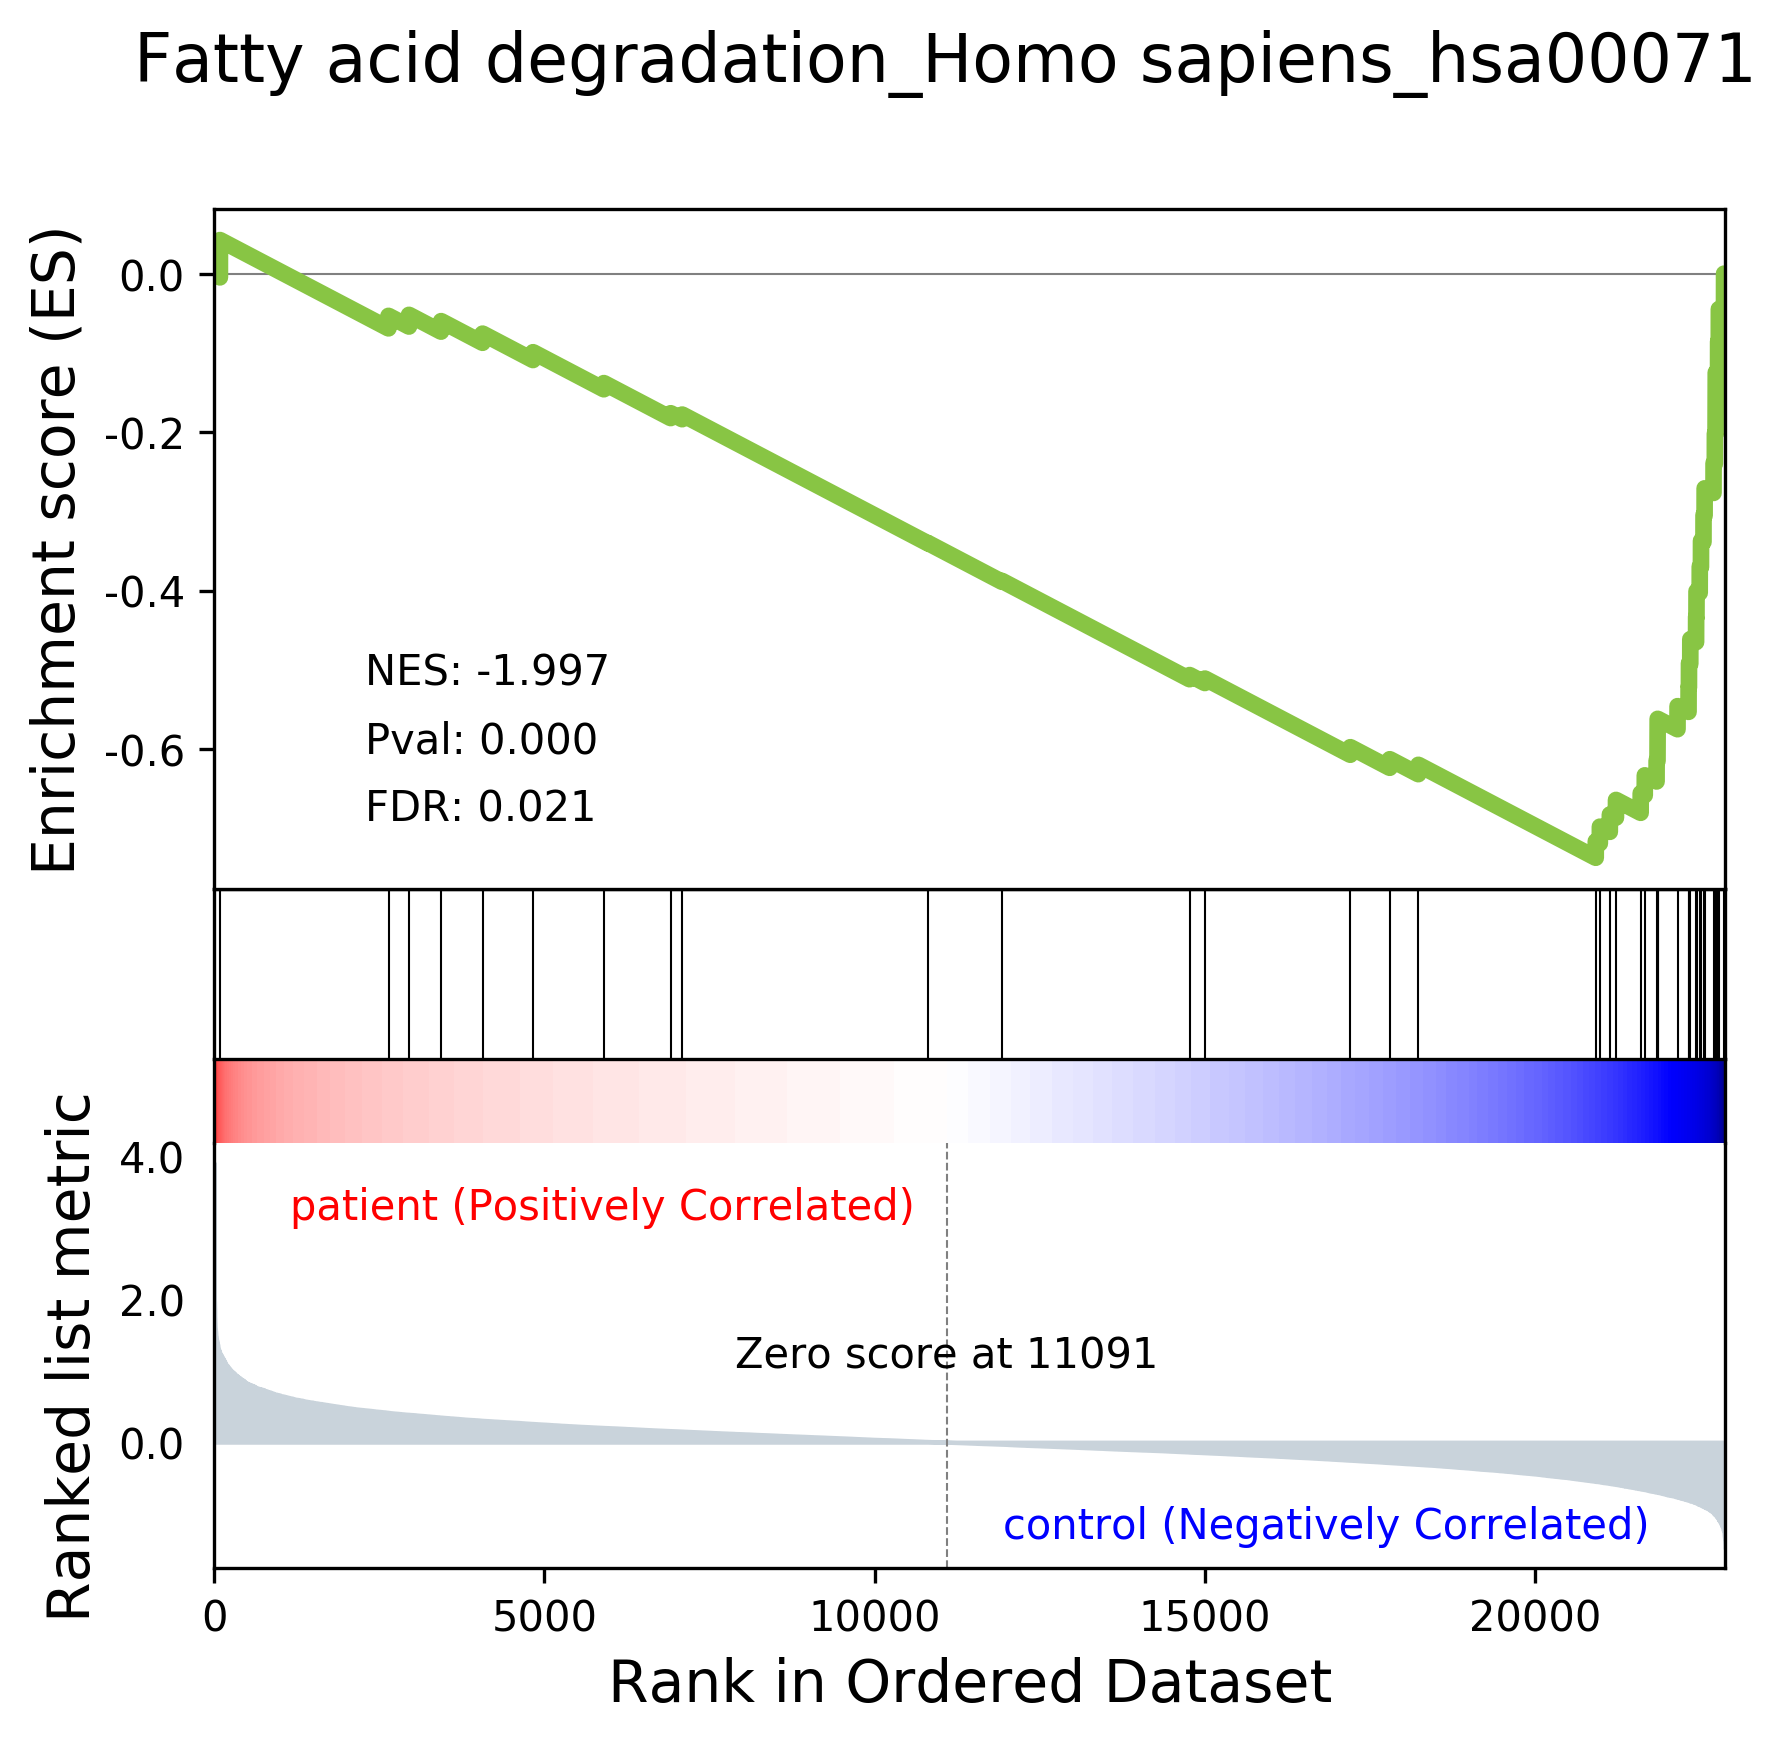 Fatty acid degradation_Homo sapiens_hsa00071
Enrichment score (ES)
0.0
-0.2
-0.4
-0.6
NES: -1.997
Pval: 0.000
FDR: 0.021
Ranked list metric
4.0
2.0
0.0
patient (Positively Correlated)
Zero score at 11091
control (Negatively Correlated)
0 5000 10000 15000 20000
Rank in Ordered Dataset